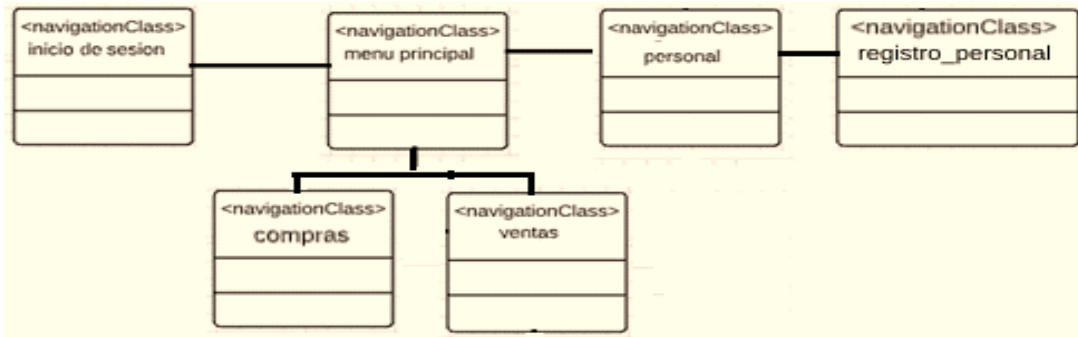 <navigationClass>
inicio de sesion
<navigationClass>
menu principal
<navigationClass>
personal
<navigationClass>
registro_personal
<navigationClass>
compras
<navigationClass>
ventas